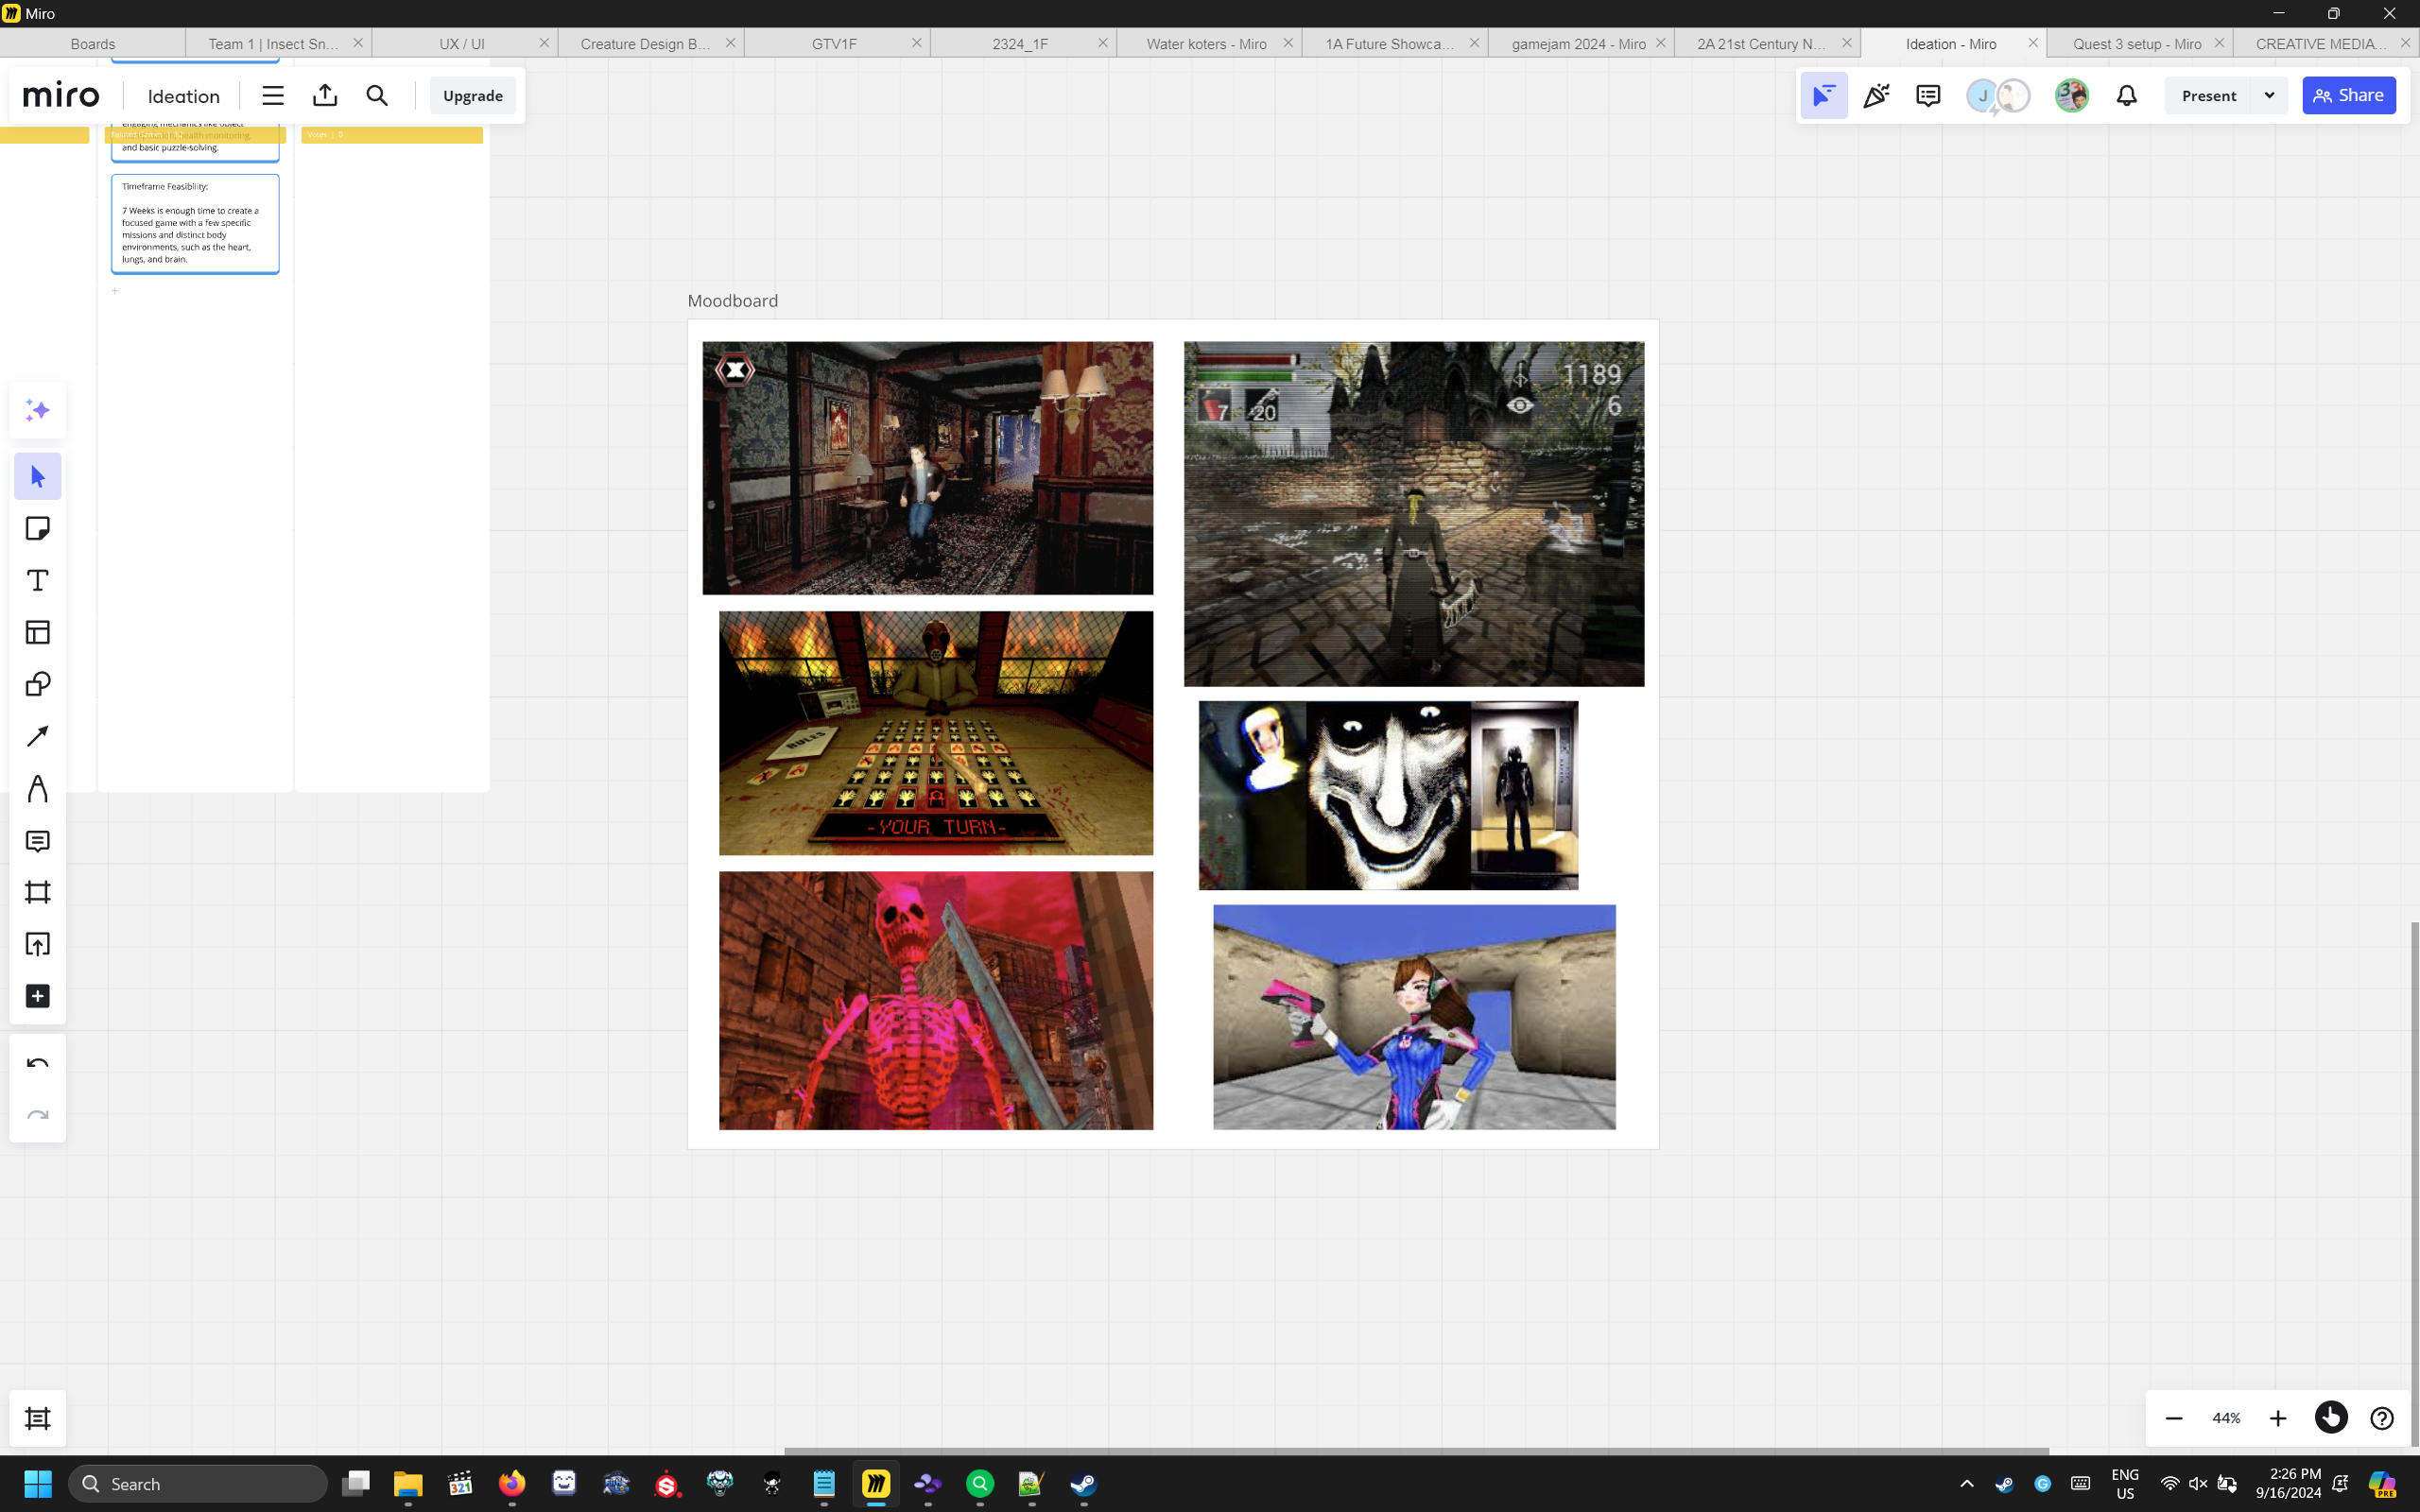 Miro
Boards
Team 1 | Insect Sn...
UX / UI
Creature Design B...
GTV1F
2324_1F
Water koters - Miro
1A Future Showca...
gamejam 2024 - Miro
2A 21st Century N...
Ideation - Miro
Quest 3 setup - Miro
CREATIVE MEDIA...
miro
Ideation
Upgrade
J
Present
Share
engaging mechanics like object
Votes | 0
and basic puzzle-solving.
Timeframe Feasibility:
7 Weeks is enough time to create a
focused game with a few specific
missions and distinct body
environments, such as the heart,
lungs, and brain.
Moodboard
1189
6
7
20
RULES
-YOUR TURN-
44%
Search
321
ENG
US
2:26 PM
9/16/2024
PRE